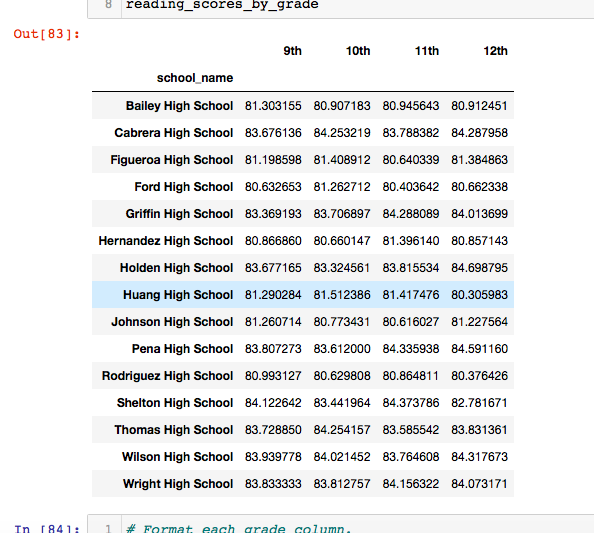 8 reading_scores_by_grade
Out[83]:
9th 10th 11th 12th
school_name
Bailey High School 81.303155 80.907183 80.945643 80.912451
Cabrera High School 83.676136 84.253219 83.788382 84.287958
Figueroa High School 81.198598 81.408912 80.640339 81.384863
Ford High School 80.632653 81.262712 80.403642 80.662338
Griffin High School 83.369193 83.706897 84.288089 84.013699
Hernandez High School 80.866860 80.660147 81.396140 80.857143
Holden High School 83.677165 83.324561 83.815534 84.698795
Huang High School 81.290284 81.512386 81.417476 80.305983
Johnson High School 81.260714 80.773431 80.616027 81.227564
Pena High School 83.807273 83.612000 84.335938 84.591160
Rodriguez High School 80.993127 80.629808 80.864811 80.376426
Shelton High School 84.122642 83.441964 84.373786 82.781671
Thomas High School 83.728850 84.254157 83.585542 83.831361
Wilson High School 83.939778 84.021452 83.764608 84.317673
Wright High School 83.833333 83.812757 84.156322 84.073171
In [84]: 1 # Format each grade column.